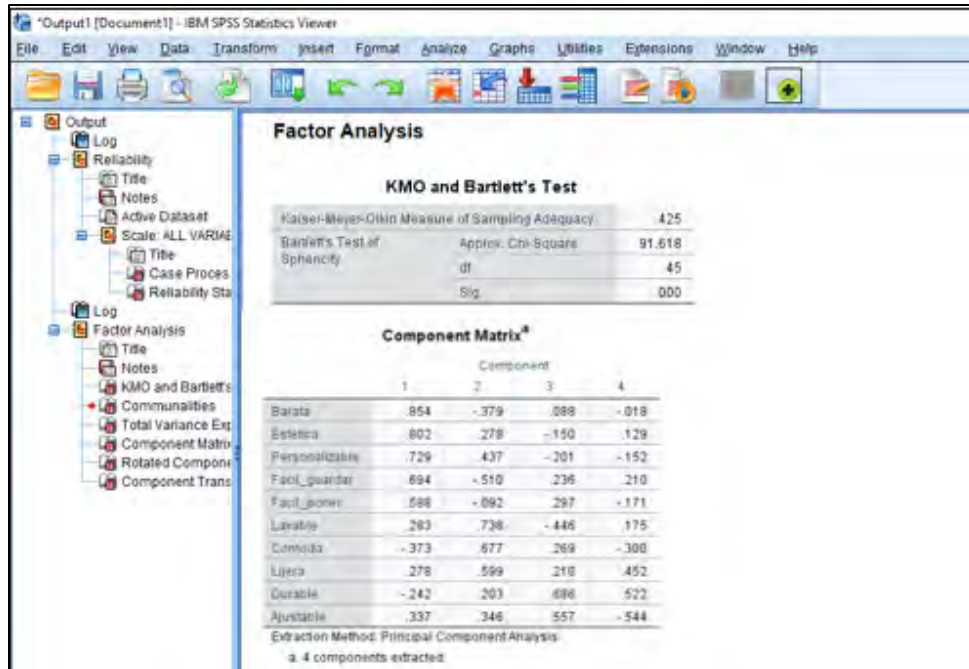 *Output1 [Document1] - IBM SPSS Statistics Viewer
File Edit View Data Transform Insert Format Analyze Graphs Utilities Extensions Window Help
Output
Log
Reliability
Title
Notes
Active Dataset
Scale: ALL VARIAB
Title
Case Proces
Reliability Sta
Log
Factor Analysis
Title
Notes
KMO and Bartlett's
Communalities
Total Variance Exp
Component Matrix
Rotated Compone
Component Trans
Factor Analysis
KMO and Bartlett's Test
Kaiser-Meyer-Olkin Measure of Sampling Adequacy. .425
Bartlett's Test of Sphericity Approx. Chi-Square 91.618
df 45
Sig. .000
Component Matrix a
Component
1 2 3 4
Barata .854 -.379 .088 -.018
Estetica .802 .278 -.150 .129
Personalizable .729 .437 -.201 -.152
Facil_guardar .694 -.510 .236 .210
Facil_poner .588 -.092 .297 -.171
Lavable .263 .738 -.446 .175
Comoda -.373 .677 .269 -.300
Lijera .278 .599 .218 .452
Durable -.242 .203 .686 .522
Ajustable .337 .346 .557 -.544
Extraction Method: Principal Component Analysis.
a. 4 components extracted.